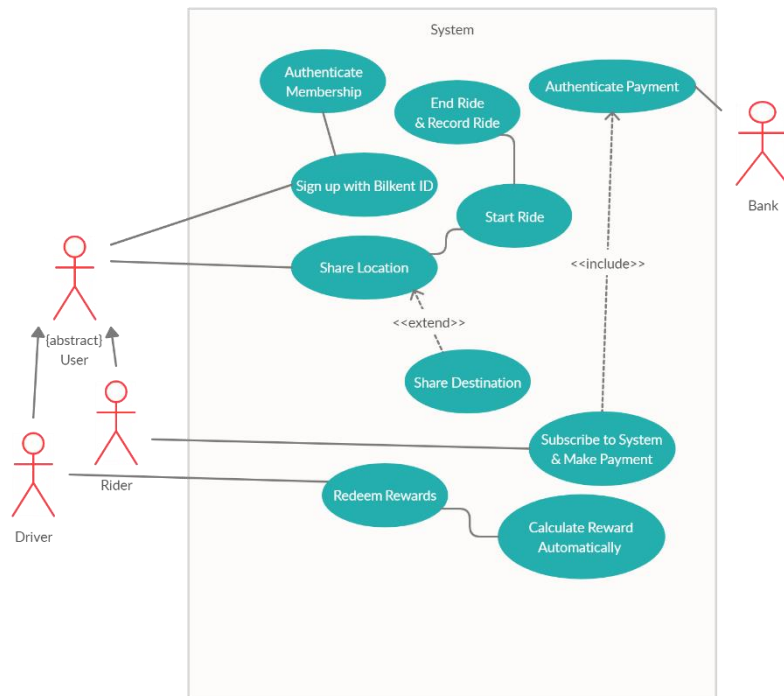 System
Authenticate
Membership
Authenticate Payment
End Ride
& Record Ride
Sign up with Bilkent ID
Bank
Start Ride
Share Location
<<include>>
<<extend>>
{abstract}
User
Share Destination
Subscribe to System
& Make Payment
Rider
Redeem Rewards
Driver
Calculate Reward
Automatically